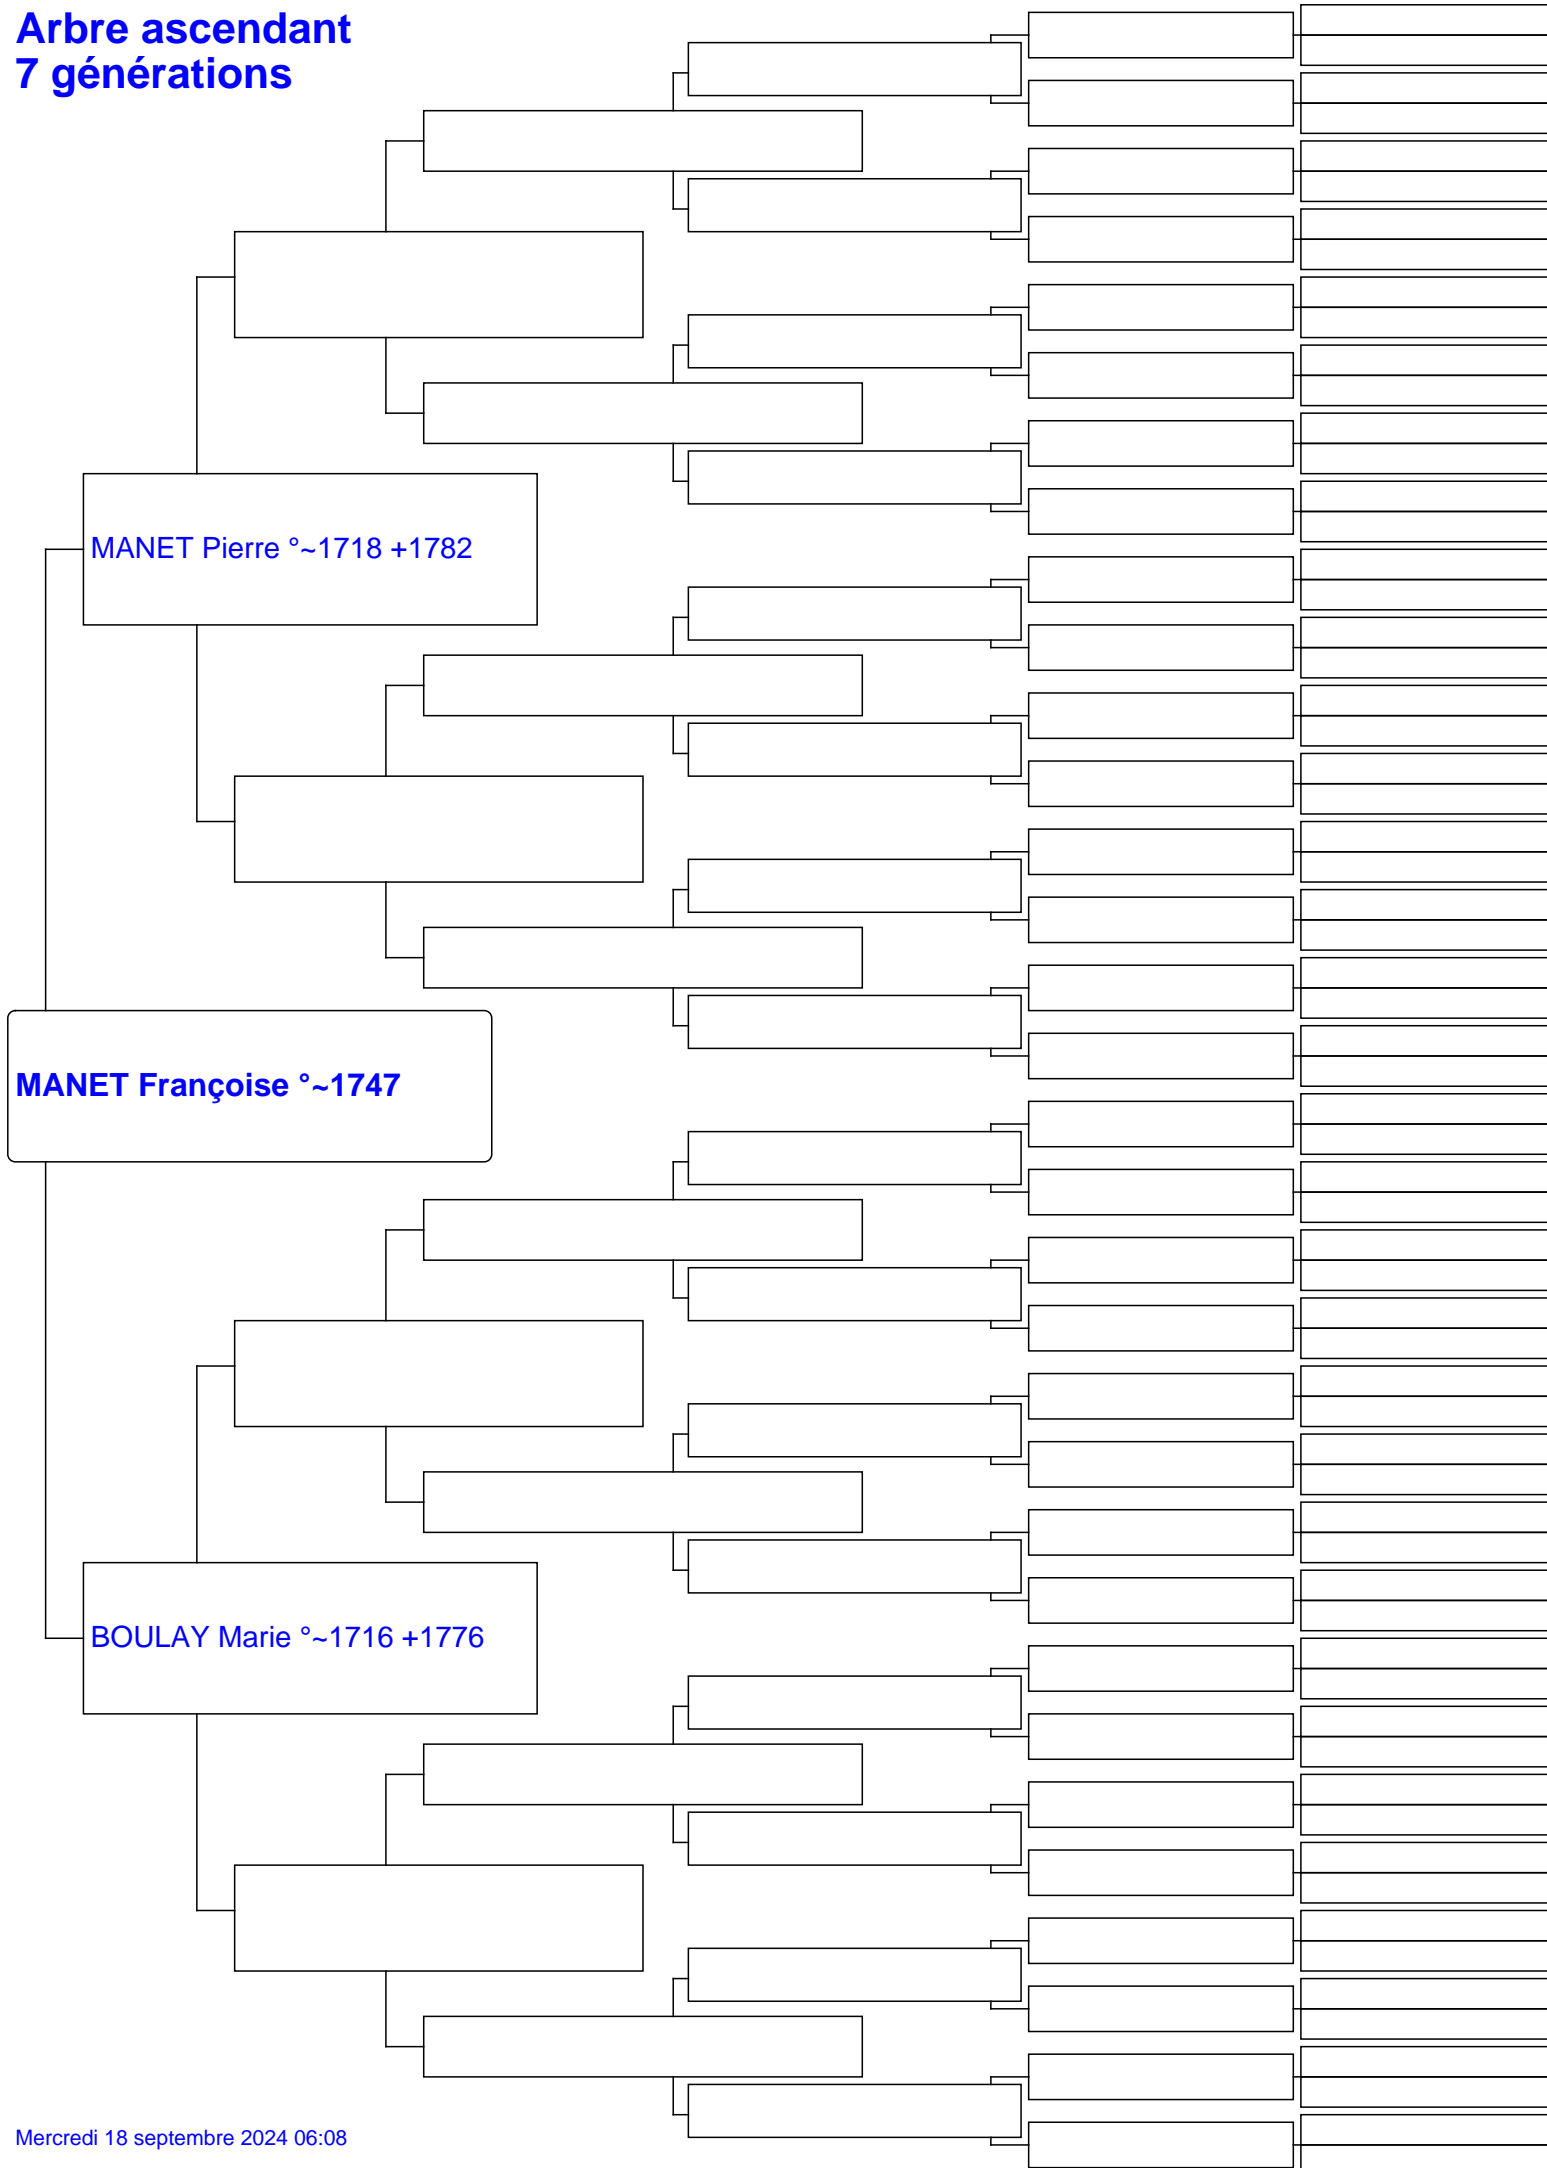 Arbre ascendant
7 générations
MANET Pierre °~1718 +1782
MANET Françoise °~1747
BOULAY Marie °~1716 +1776
Mercredi 18 septembre 2024 06:08